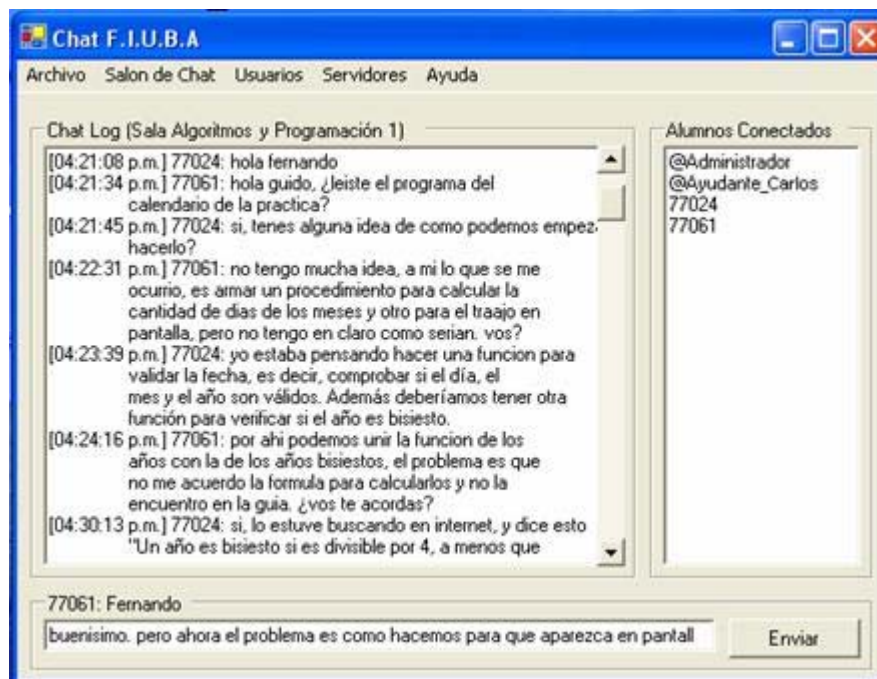 Chat F.I.U.B.A
Archivo Salon de Chat Usuarios Servidores Ayuda
Chat Log (Sala Algoritmos y Programación 1)
[04:21:08 p.m.] 77024: hola fernando
[04:21:34 p.m.] 77061: hola guido, ¿leiste el programa del
calendario de la practica?
[04:21:45 p.m.] 77024: si, tenes alguna idea de como podemos empeza
hacerlo?
[04:22:31 p.m.] 77061: no tengo mucha idea, a mi lo que se me
ocurrio, es armar un procedimiento para calcular la
cantidad de dias de los meses y otro para el traajo en
pantalla, pero no tengo en claro como serian. vos?
[04:23:39 p.m.] 77024: yo estaba pensando hacer una funcion para
validar la fecha, es decir, comprobar si el día, el
mes y el año son válidos. Además deberíamos tener otra
función para verificar si el año es bisiesto.
[04:24:16 p.m.] 77061: por ahi podemos unir la funcion de los
años con la de los años bisiestos, el problema es que
no me acuerdo la formula para calcularlos y no la
encuentro en la guia. ¿vos te acordas?
[04:30:13 p.m.] 77024: si, lo estuve buscando en internet, y dice esto
"Un año es bisiesto si es divisible por 4, a menos que
Alumnos Conectados
@Administrador
@Ayudante_Carlos
77024
77061
77061: Fernando
buenisimo. pero ahora el problema es como hacemos para que aparezca en pantall
Enviar